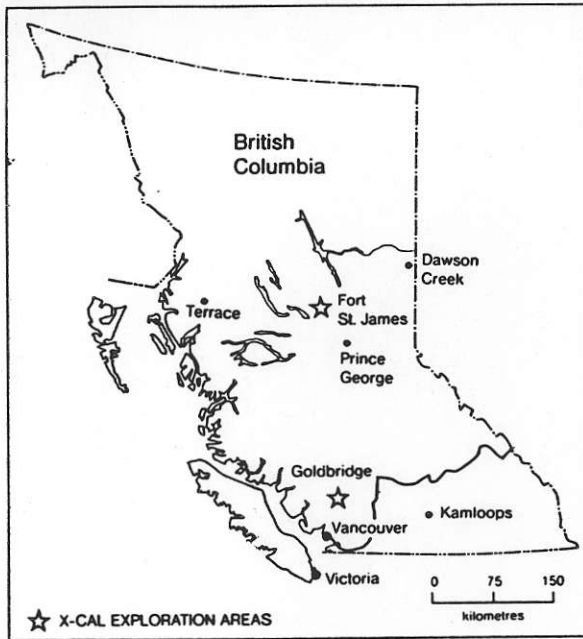 British
Columbia
Dawson
Creek
Terrace
Fort
St. James
Prince
George
Goldbridge
Kamloops
Vancouver
Victoria
0 75 150
kilometres
X-CAL EXPLORATION AREAS